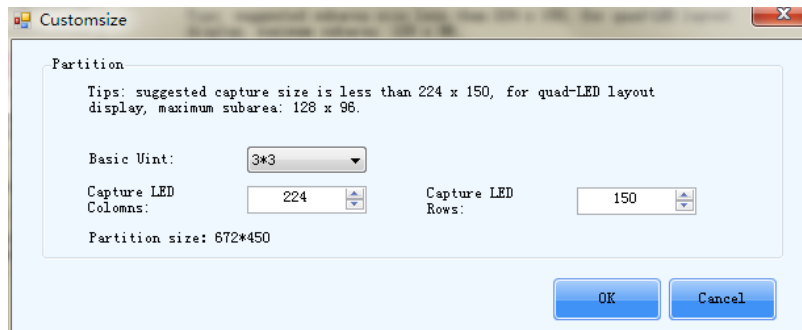 Customsize
Partition
Tips: suggested capture size is less than 224 x 150, for quad-LED layout
display, maximum subarea: 128 x 96.
Basic Uint:
3*3
Capture LED
Colomns:
224
Capture LED
Rows:
150
Partition size: 672*450
OK
Cancel